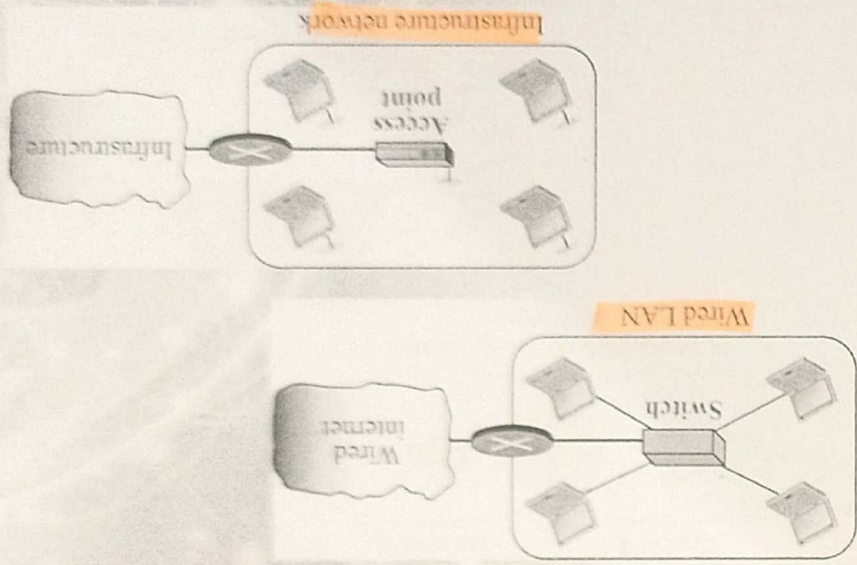 Wired
internet
Switch
Wired LAN
Infrastructure
Access
point
Infrastructure network